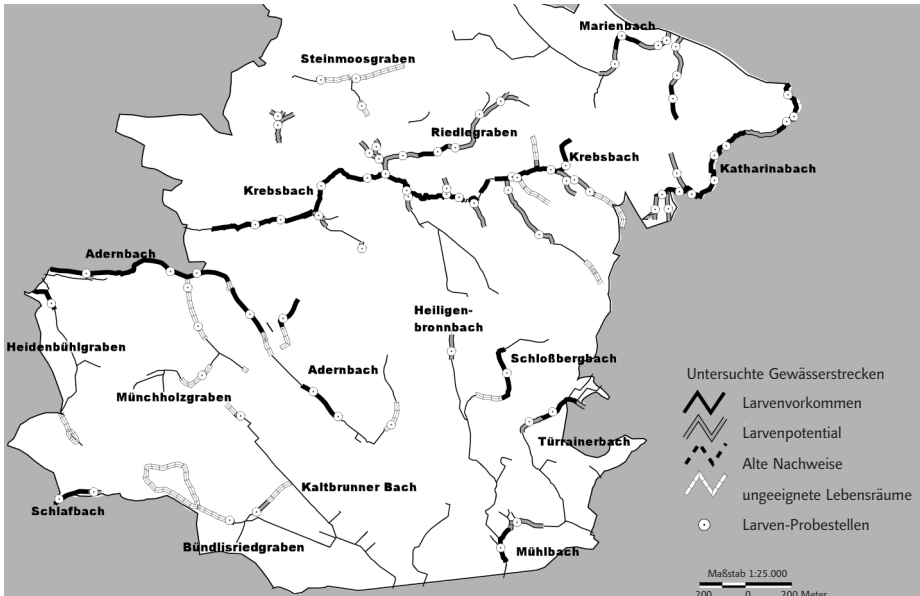 Marienbach
Steinmoosgraben
Riedlegraben
Krebsbach
Katharinabach
Krebsbach
Adernbach
Heiligen-
bronnbach
Heidenbühlgraben
Schloßbergbach
Adernbach
Münchholzgraben
Türrainerbach
Kaltbrunner Bach
Schlafbach
Bündlisriedgraben
Mühlbach
Untersuchte Gewässerstrecken
Larvenvorkommen
Larvenpotential
Alte Nachweise
ungeeignete Lebensräume
Larven-Probestellen
Maßstab 1:25.000
200 0 200 Meter